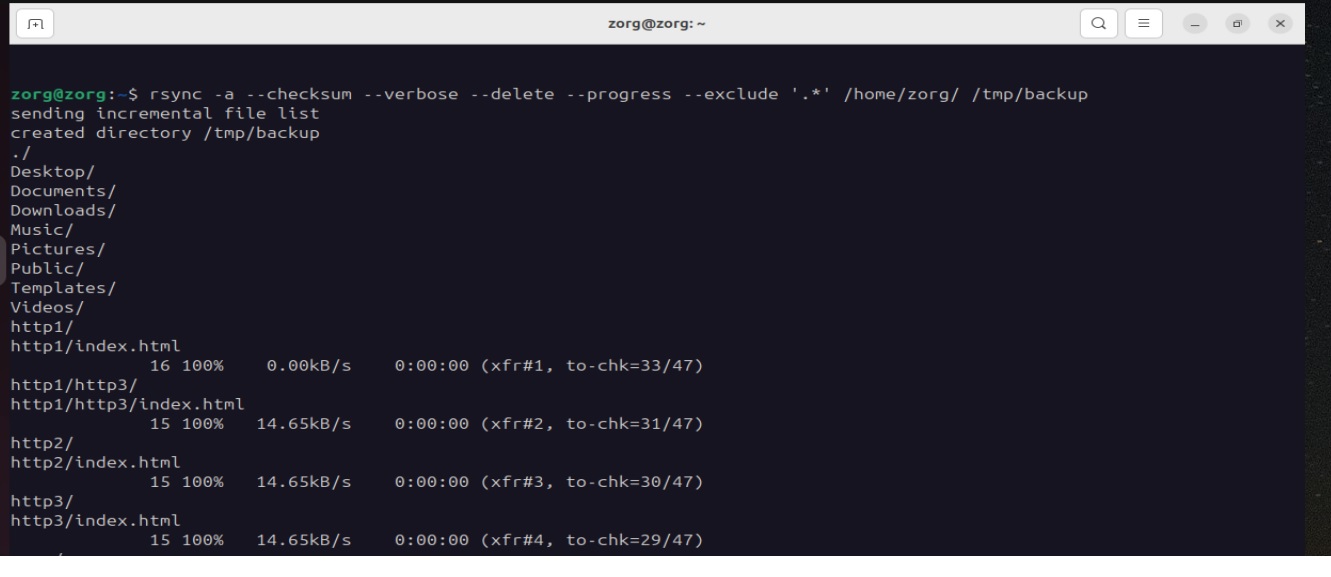 zorg@zorg: ~
zorg@zorg:~$ rsync -a --checksum --verbose --delete --progress --exclude '.*' /home/zorg/ /tmp/backup
sending incremental file list
created directory /tmp/backup
./
Desktop/
Documents/
Downloads/
Music/
Pictures/
Public/
Templates/
Videos/
http1/
http1/index.html
             16 100%    0.00kB/s    0:00:00 (xfr#1, to-chk=33/47)
http1/http3/
http1/http3/index.html
             15 100%   14.65kB/s    0:00:00 (xfr#2, to-chk=31/47)
http2/
http2/index.html
             15 100%   14.65kB/s    0:00:00 (xfr#3, to-chk=30/47)
http3/
http3/index.html
             15 100%   14.65kB/s    0:00:00 (xfr#4, to-chk=29/47)